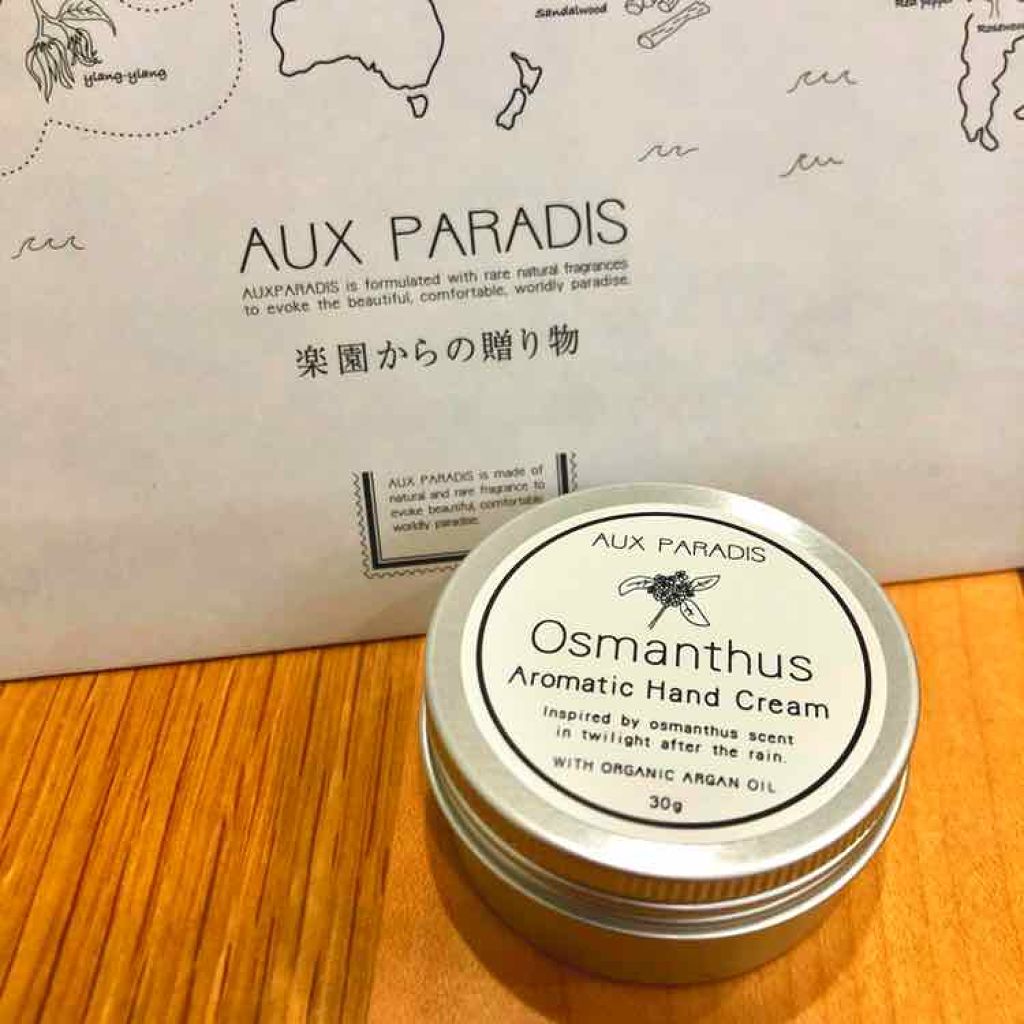 Sandalwood
Red pepper
Rosewood
ylang-ylang
AUX PARADIS
AUXPARADIS is formulated with rare natural fragrances
to evoke the beautiful, comfortable, worldly paradise.
楽園からの贈り物
AUX PARADIS is made of
natural and rare fragrance to
evoke beautiful, comfortable
worldly paradise.
AUX PARADIS
Osmanthus
Aromatic Hand Cream
Inspired by osmanthus scent
in twilight after the rain.
WITH ORGANIC ARGAN OIL
30g